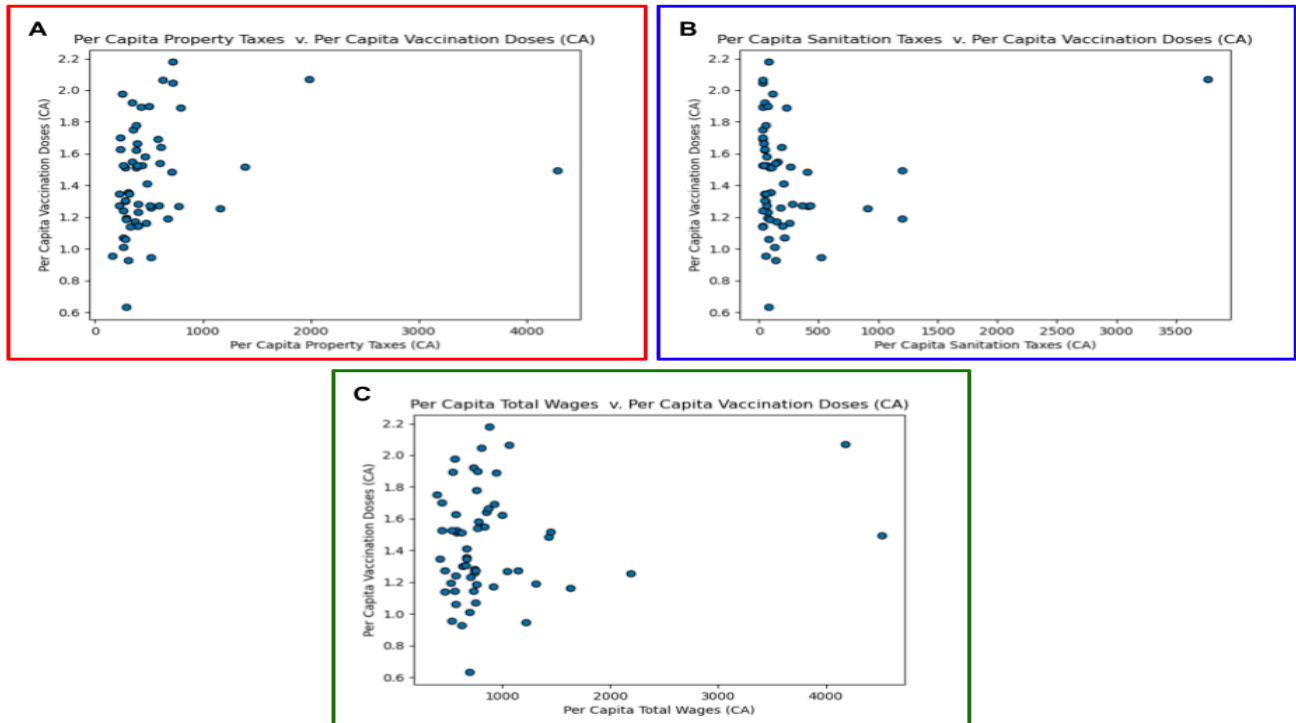 A
Per Capita Property Taxes v. Per Capita Vaccination Doses (CA)
Per Capita Vaccination Doses (CA)
2.2
2.0
1.8
1.6
1.4
1.2
1.0
0.8
0.6
0 1000 2000 3000 4000
Per Capita Property Taxes (CA)
B
Per Capita Sanitation Taxes v. Per Capita Vaccination Doses (CA)
Per Capita Vaccination Doses (CA)
2.2
2.0
1.8
1.6
1.4
1.2
1.0
0.8
0.6
0 500 1000 1500 2000 2500 3000 3500
Per Capita Sanitation Taxes (CA)
C
Per Capita Total Wages v. Per Capita Vaccination Doses (CA)
Per Capita Vaccination Doses (CA)
2.2
2.0
1.8
1.6
1.4
1.2
1.0
0.8
0.6
1000 2000 3000 4000
Per Capita Total Wages (CA)